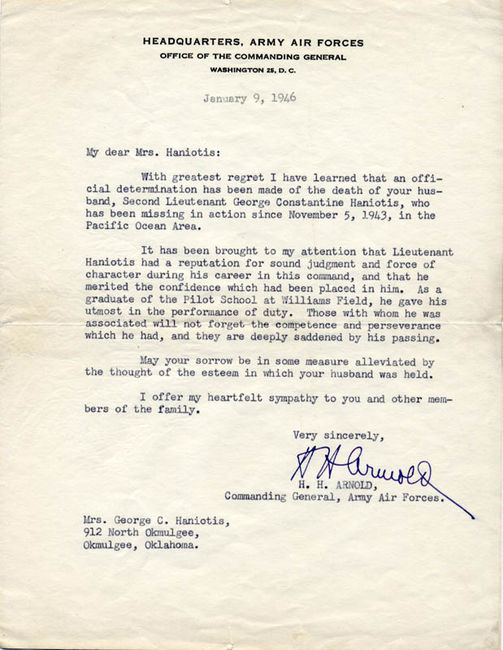 HEADQUARTERS, ARMY AIR FORCES
OFFICE OF THE COMMANDING GENERAL
WASHINGTON 25, D. C.
January 9, 1946
My dear Mrs. Haniotis:
With greatest regret I have learned that an offi-
cial determination has been made of the death of your hus-
band, Second Lieutenant George Constantine Haniotis, who
has been missing in action since November 5, 1943, in the
Pacific Ocean Area.
It has been brought to my attention that Lieutenant
Haniotis had a reputation for sound judgment and force of
character during his career in this command, and that he
merited the confidence which had been placed in him. As a
graduate of the Pilot School at Williams Field, he gave his
utmost in the performance of duty. Those with whom he was
associated will not forget the competence and perseverance
which he had, and they are deeply saddened by his passing.
May your sorrow be in some measure alleviated by
the thought of the esteem in which your husband was held.
I offer my heartfelt sympathy to you and other mem-
bers of the family.
Very sincerely,
H H Arnold
H. H. ARNOLD,
Commanding General, Army Air Forces.
Mrs. George C. Haniotis,
912 North Okmulgee,
Okmulgee, Oklahoma.